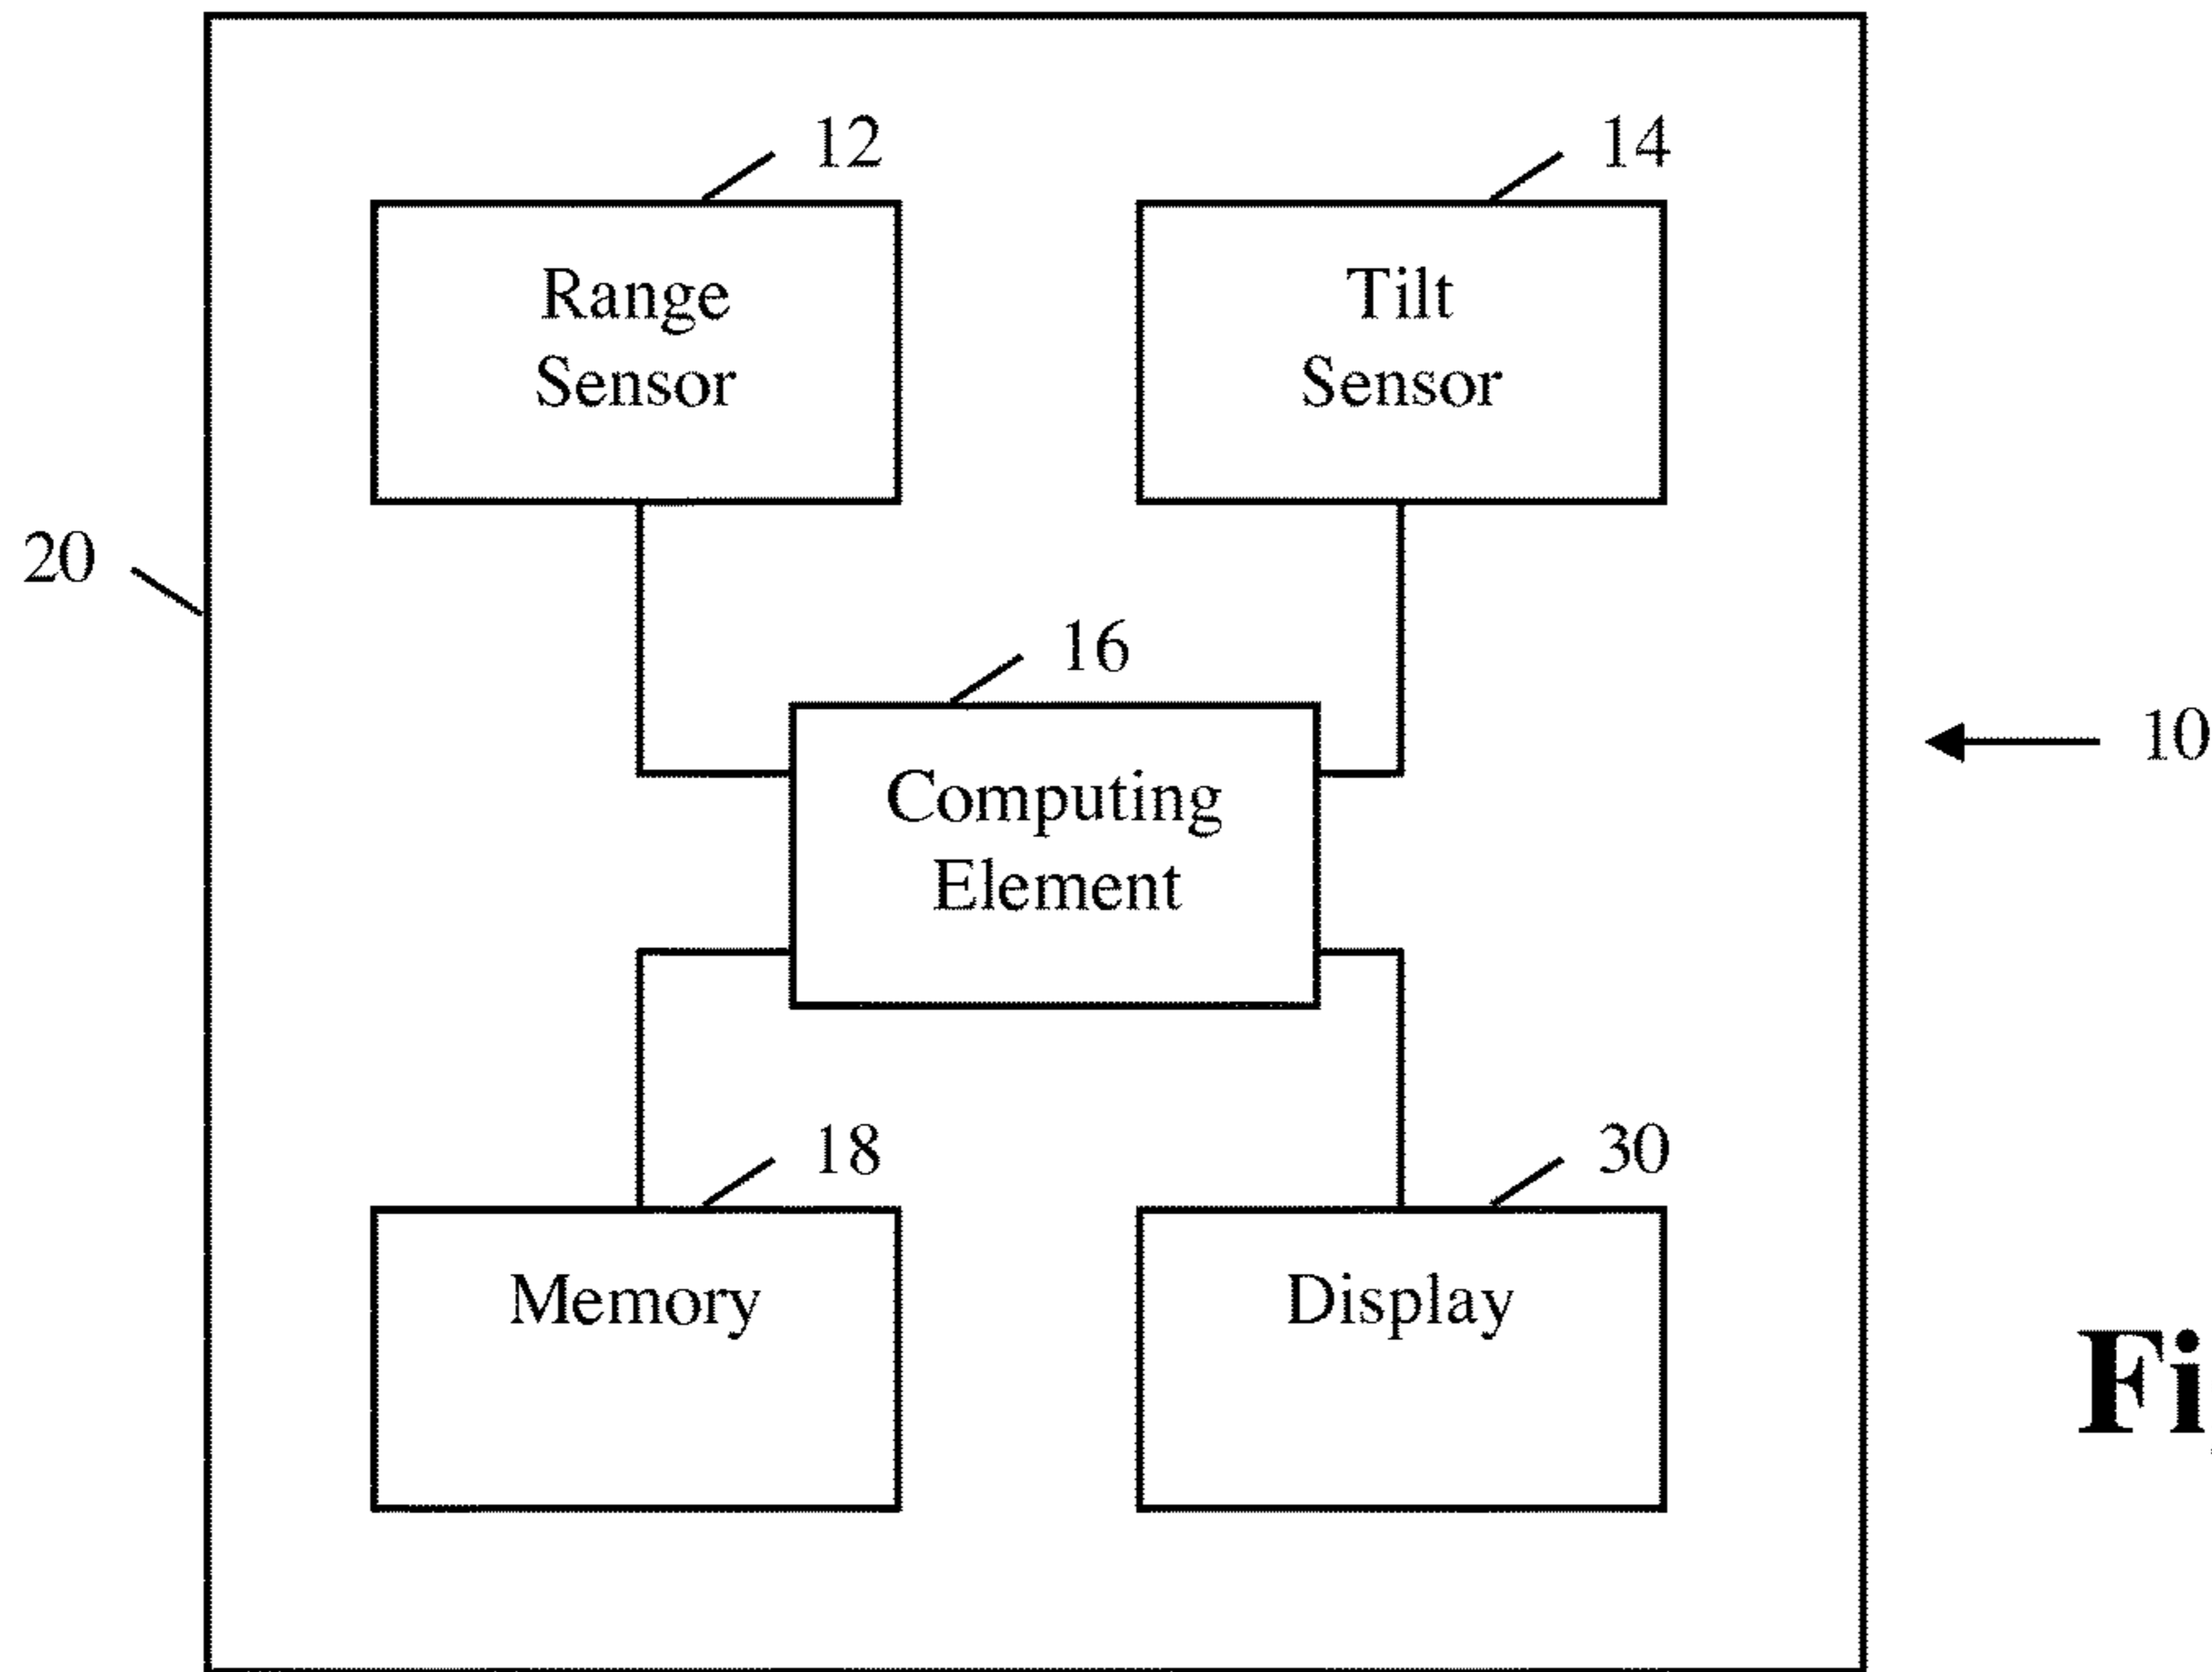 12
14
Range
Sensor
Tilt
Sensor
20
16
10
Computing
Element
18
30
Memory
Display
Fi